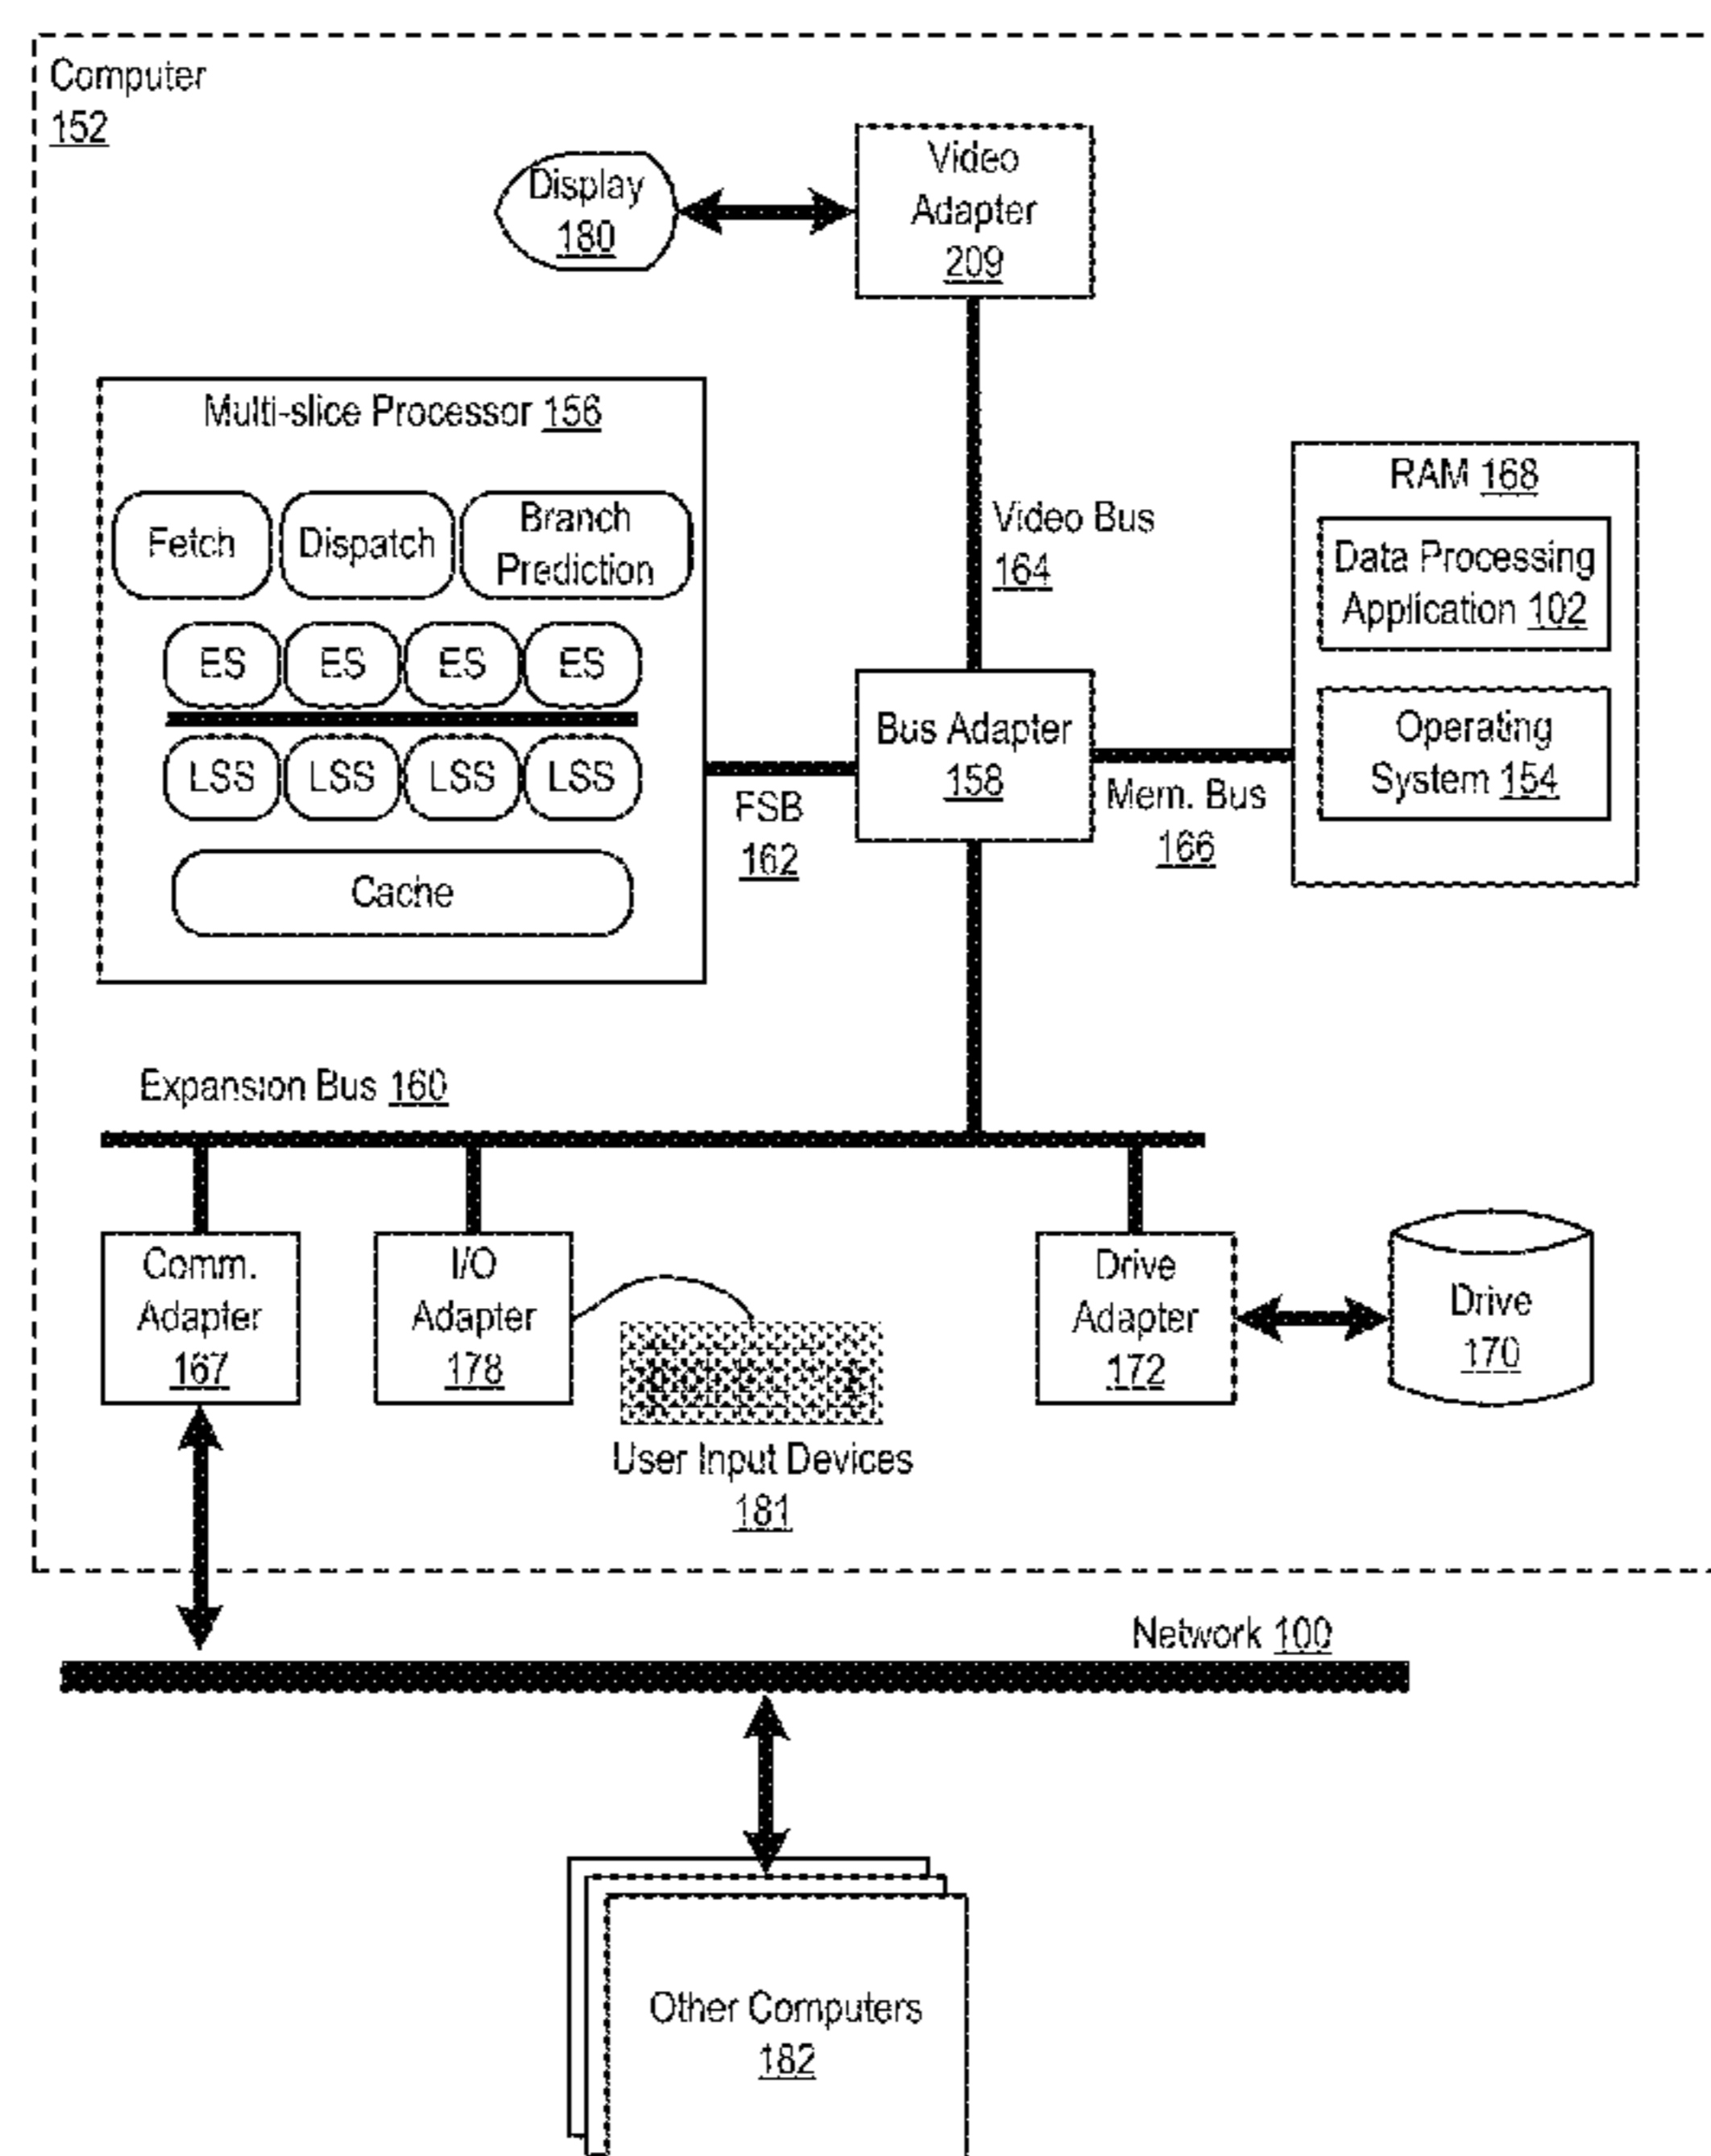 Computer
152
Display
180
Video
Adapter
209
Multi-slice Processor 156
Fetch
Dispatch
Branch
Prediction
ES
ES
ES
ES
LSS
LSS
LSS
LSS
Cache
Video Bus
164
RAM 168
Data Processing
Application 102
Operating
System 154
Bus Adapter
158
FSB
162
Mem. Bus
166
Expansion Bus 160
Comm.
Adapter
167
I/O
Adapter
178
User Input Devices
181
Drive
Adapter
172
Drive
170
Network 100
Other Computers
182